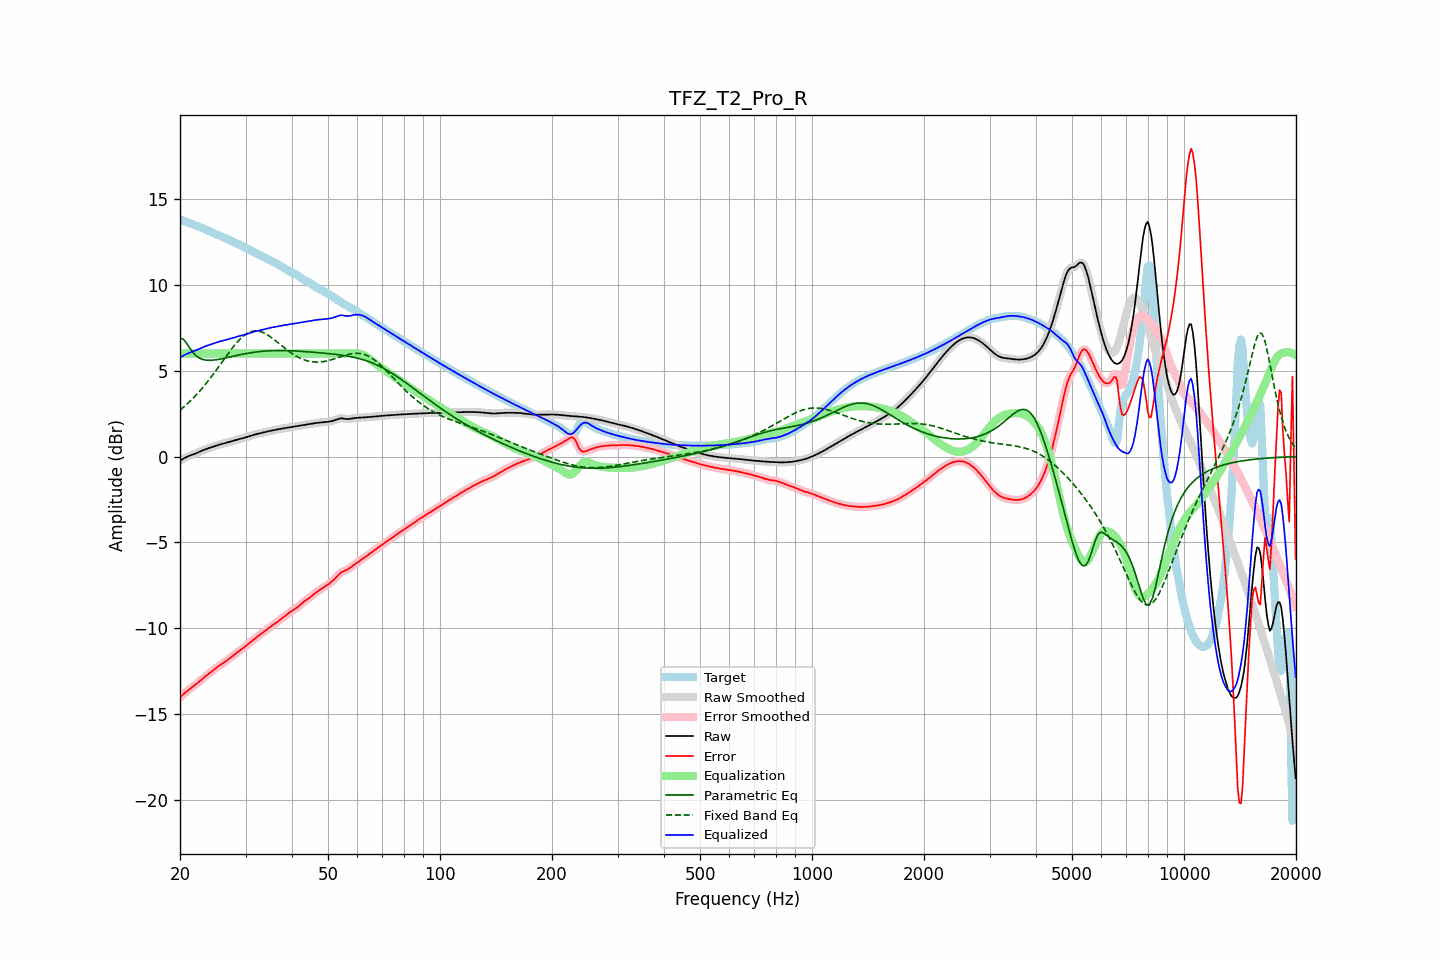 TFZ_T2_Pro_R
Amplitude (dBr)
15
10
5
0
−5
−10
−15
−20
Target
Raw Smoothed
Error Smoothed
Raw
Error
Equalization
Parametric Eq
Fixed Band Eq
Equalized
20 50 100 200 500 1000 2000 5000 10000 20000
Frequency (Hz)